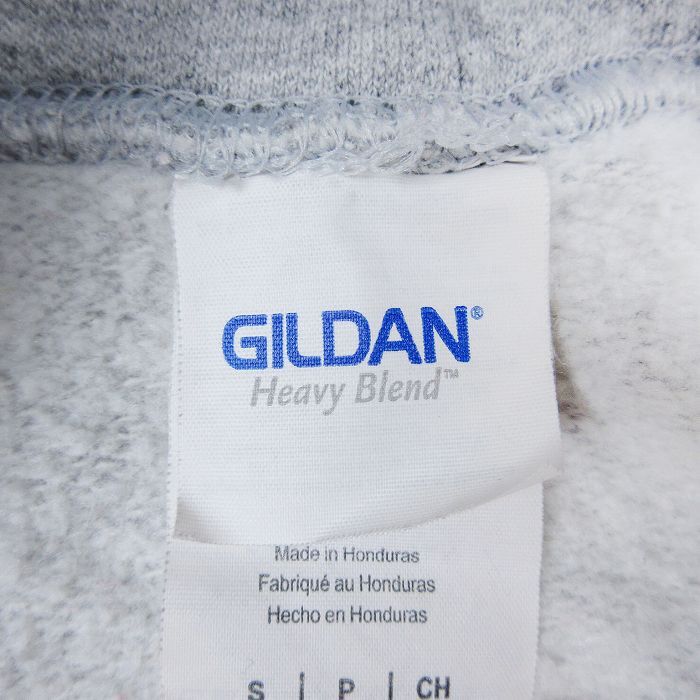 GILDAN®
Heavy Blend™
Made in Honduras
Fabriqué au Honduras
Hecho en Honduras
S | P | CH